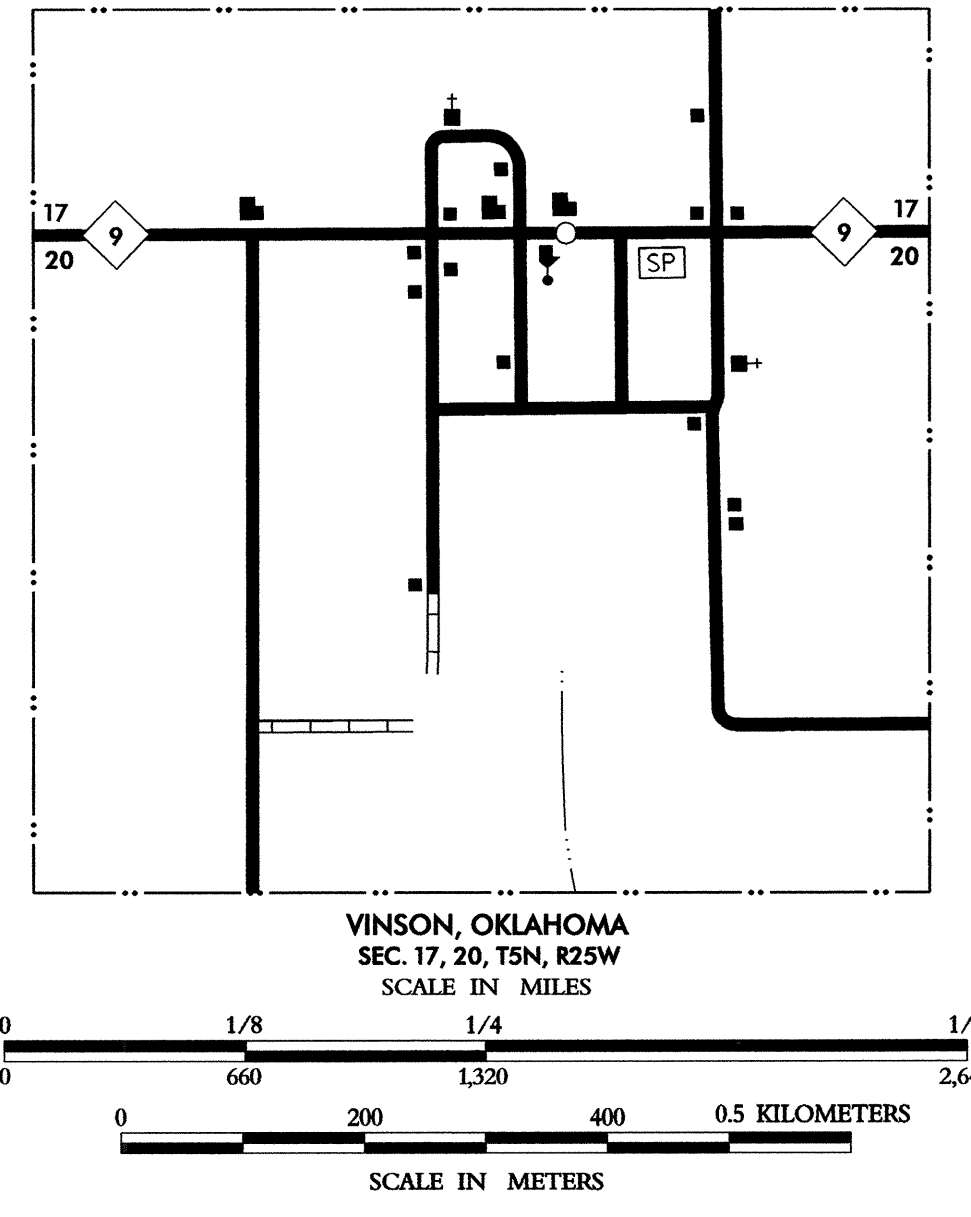 17
9
20
SP
17
9
20
VINSON, OKLAHOMA
SEC. 17, 20, T5N, R25W
SCALE IN MILES
0 1/8 1/4
0 660 1,320
0 200 400 0.5 KILOMETERS
SCALE IN METERS